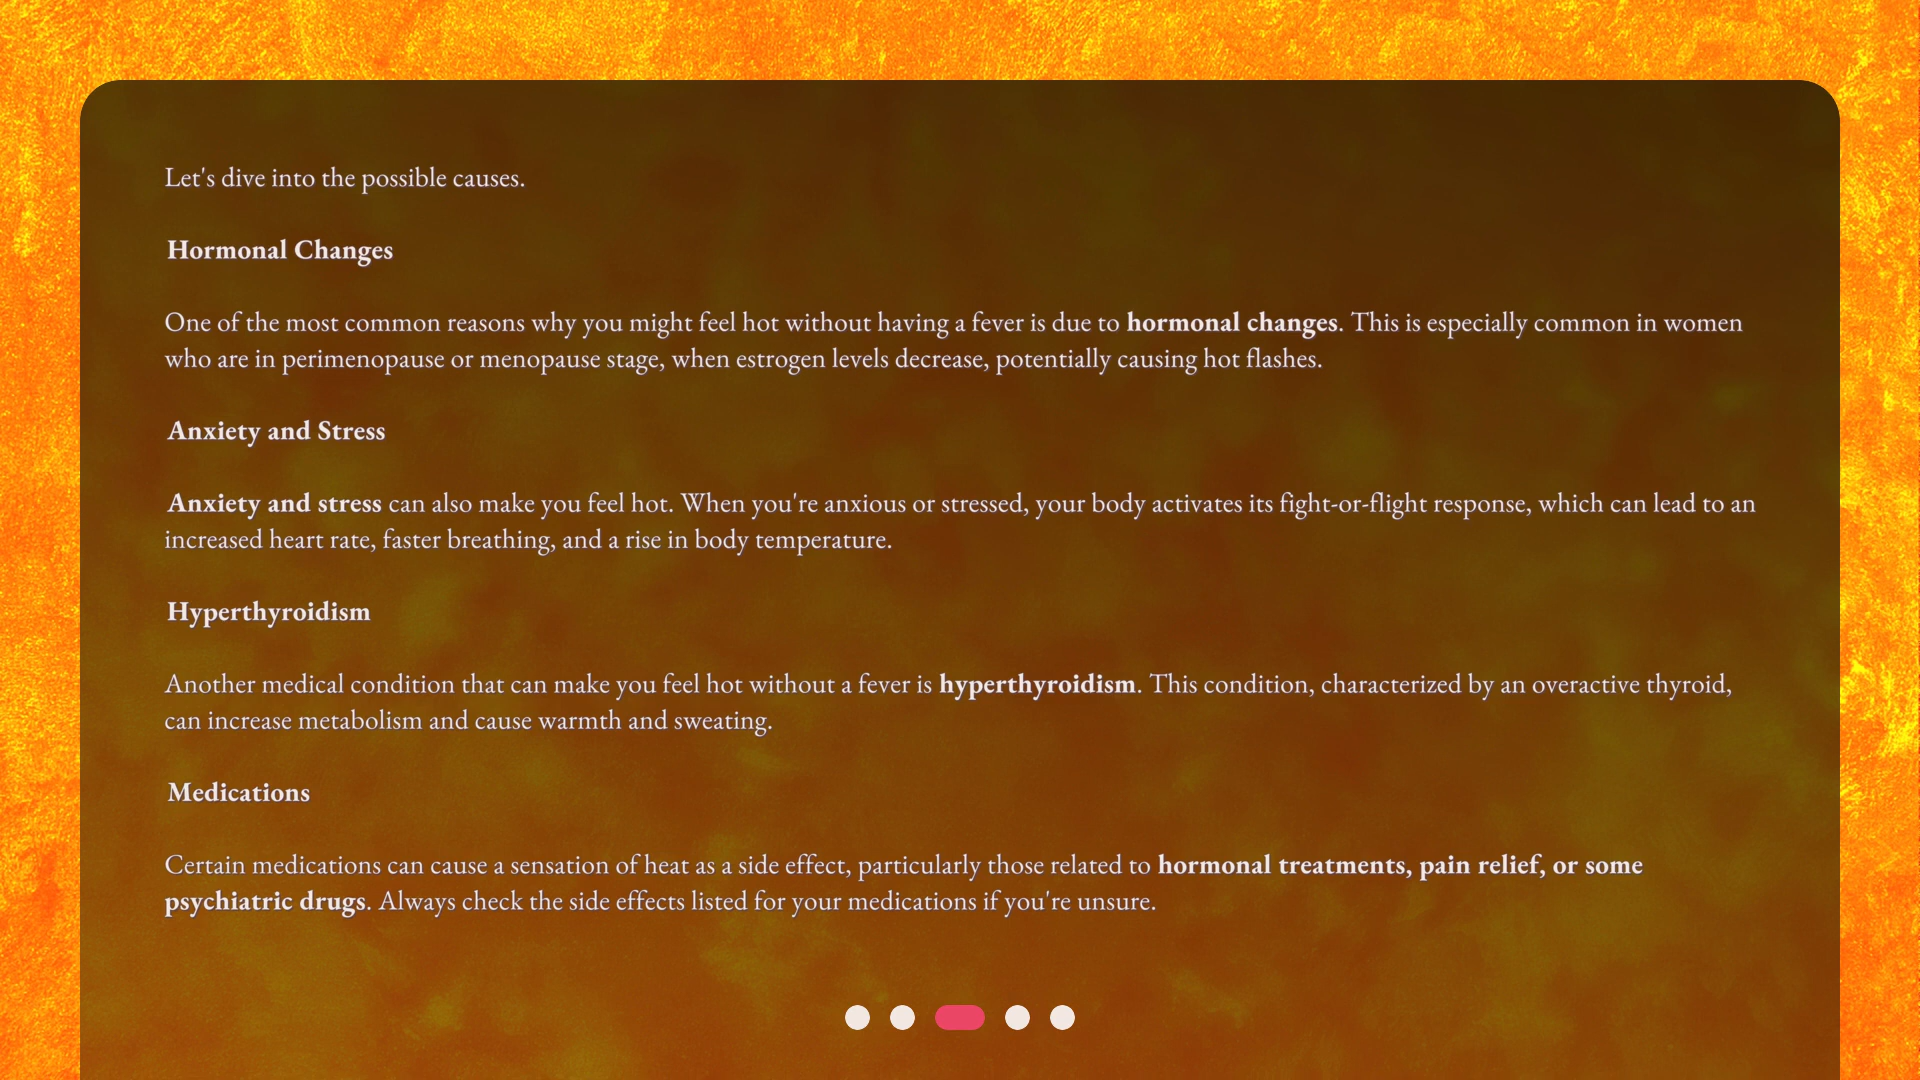 Let's dive into the possible causes.
Hormonal Changes
One of the most common reasons why you might feel hot without having a fever is due to hormonal changes. This is especially common in women
who are in perimenopause or menopause stage, when estrogen levels decrease, potentially causing hot flashes.
Anxiety and Stress
Anxiety and stress can also make you feel hot. When you're anxious or stressed, your body activates its fight-or-flight response, which can lead to an
increased heart rate, faster breathing, and a rise in body temperature.
Hyperthyroidism
Another medical condition that can make you feel hot without a fever is hyperthyroidism. This condition, characterized by an overactive thyroid,
can increase metabolism and cause warmth and sweating.
Medications
Certain medications can cause a sensation of heat as a side effect, particularly those related to hormonal treatments, pain relief, or some
psychiatric drugs. Always check the side effects listed for your medications if you're unsure.